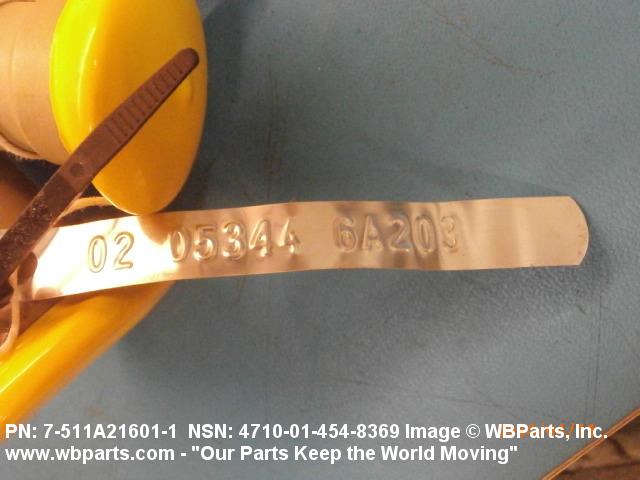 02 05344 6A203
PN: 7-511A21601-1 NSN: 4710-01-454-8369 Image © WBParts, Inc.
www.wbparts.com - "Our Parts Keep the World Moving"